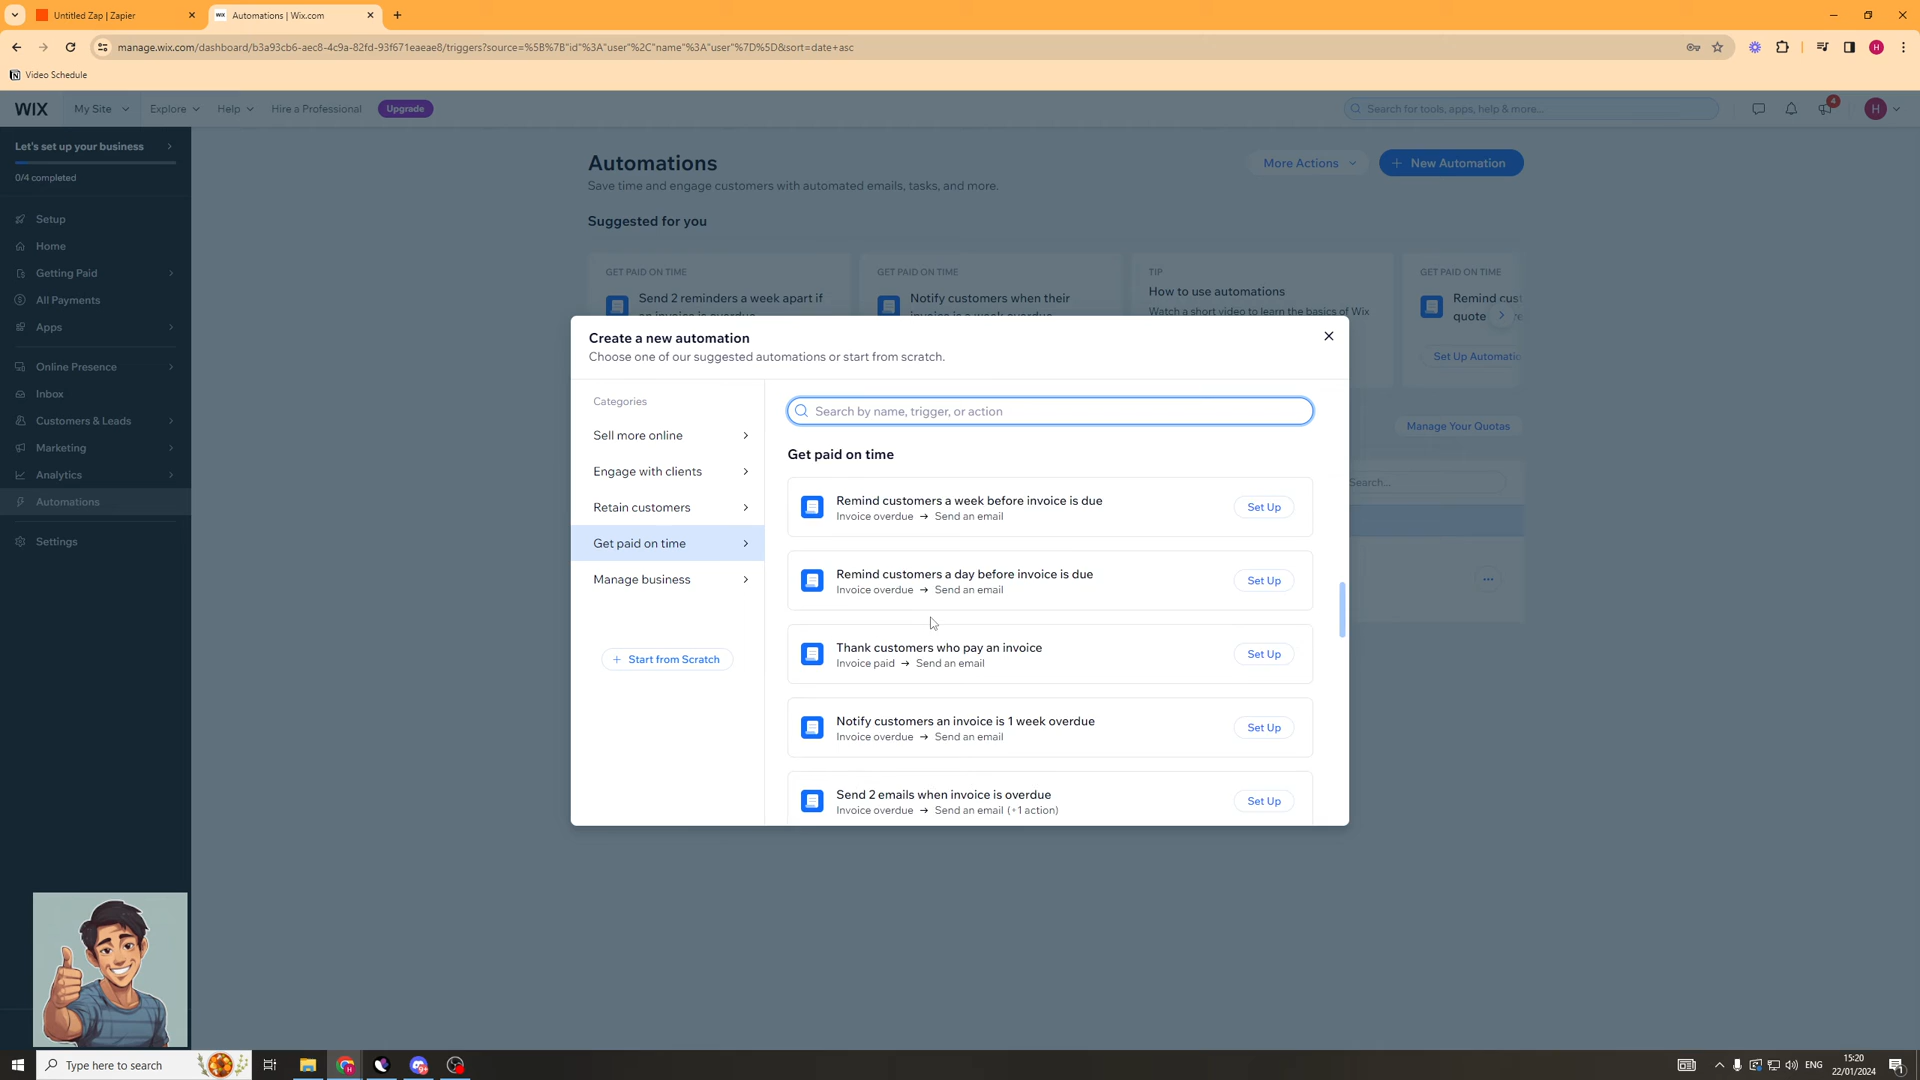 Untitled Zap | Zapier
WIX
Automations | Wix.com
manage.wix.com/dashboard/b3a93cb6-aec8-4c9a-82fd-93f671eaeae8/triggers?source=%5B%7B"id"%3A"user"%2C"name"%3A"user"%7D%5D&sort=date+asc
H
Video Schedule
WIX
My Site
Explore
Help
Hire a Professional
Upgrade
Search for tools, apps, help & more...
4
H
Let's set up your business
0/4 completed
Setup
Home
Getting Paid
All Payments
Apps
Online Presence
Inbox
Customers & Leads
Marketing
Analytics
Automations
Settings
Automations
Save time and engage customers with automated emails, tasks, and more.
More Actions
+ New Automation
Suggested for you
GET PAID ON TIME
Send 2 reminders a week apart if
an invoice is overdue
GET PAID ON TIME
Notify customers when their
invoice is a week overdue
TIP
How to use automations
Watch a short video to learn the basics of Wix
GET PAID ON TIME
Remind cust
quote
Set Up Automatic
Manage Your Quotas
Search...
Create a new automation
Choose one of our suggested automations or start from scratch.
Categories
Sell more online
Engage with clients
Retain customers
Get paid on time
Manage business
+ Start from Scratch
Search by name, trigger, or action
Get paid on time
Remind customers a week before invoice is due
Invoice overdue → Send an email
Set Up
Remind customers a day before invoice is due
Invoice overdue → Send an email
Set Up
Thank customers who pay an invoice
Invoice paid → Send an email
Set Up
Notify customers an invoice is 1 week overdue
Invoice overdue → Send an email
Set Up
Send 2 emails when invoice is overdue
Invoice overdue → Send an email (+1 action)
Set Up
Type here to search
ENG
15:20
22/01/2024